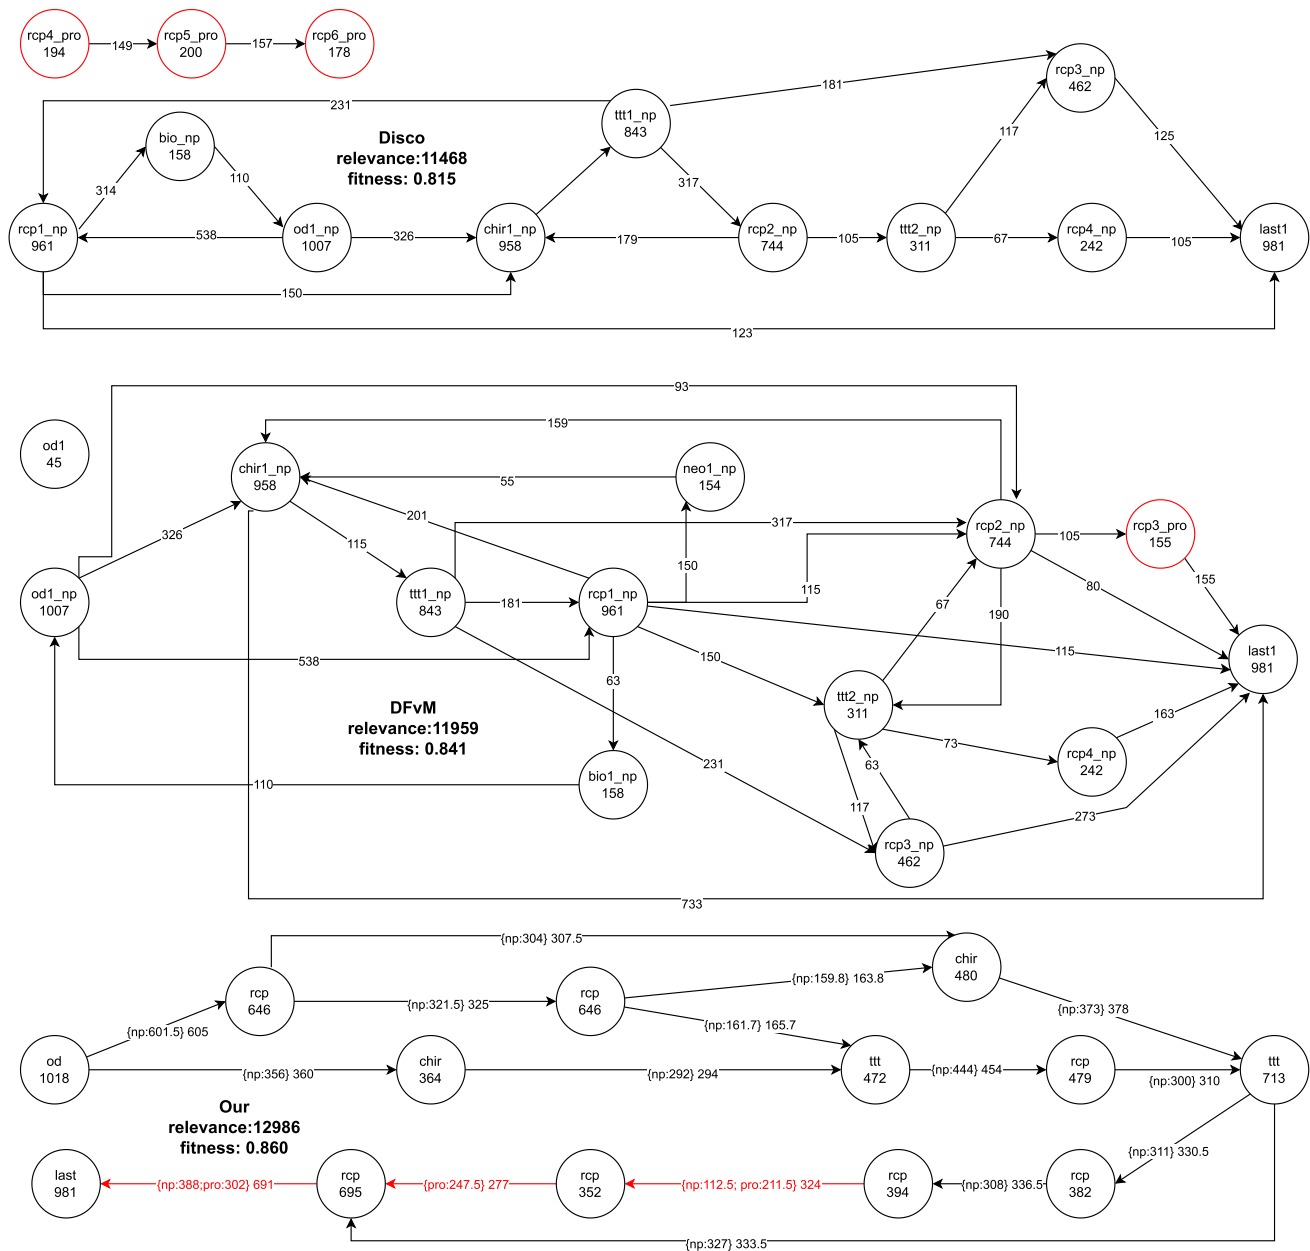 rcp4_pro
194
149
rcp5_pro
200
157
rcp6_pro
178
rcp3_np
462
181
231
ttt1_np
843
bio_np
158
Disco
relevance:11468
fitness: 0.815
117
125
314
110
317
rcp1_np
961
538
od1_np
1007
326
chir1_np
958
179
rcp2_np
744
105
ttt2_np
311
67
rcp4_np
242
105
last1
981
150
123
93
159
od1
45
chir1_np
958
55
neo1_np
154
201
317
326
115
rcp2_np
744
105
rcp3_pro
155
150
115
155
80
od1_np
1007
ttt1_np
843
181
rcp1_np
961
67
190
538
150
115
last1
981
63
DFvM
relevance:11959
fitness: 0.841
ttt2_np
311
163
73
rcp4_np
242
231
63
110
bio1_np
158
117
273
rcp3_np
462
733
{np:304} 307.5
chir
480
rcp
646
{np:321.5} 325
rcp
646
{np:159.8} 163.8
{np:373} 378
{np:601.5} 605
{np:161.7} 165.7
od
1018
{np:356} 360
chir
364
{np:292} 294
ttt
472
{np:444} 454
rcp
479
{np:300} 310
ttt
713
Our
relevance:12986
fitness: 0.860
{np:311} 330.5
last
981
{np:388;pro:302} 691
rcp
695
{pro:247.5} 277
rcp
352
{np:112.5; pro:211.5} 324
rcp
394
{np:308} 336.5
rcp
382
{np:327} 333.5